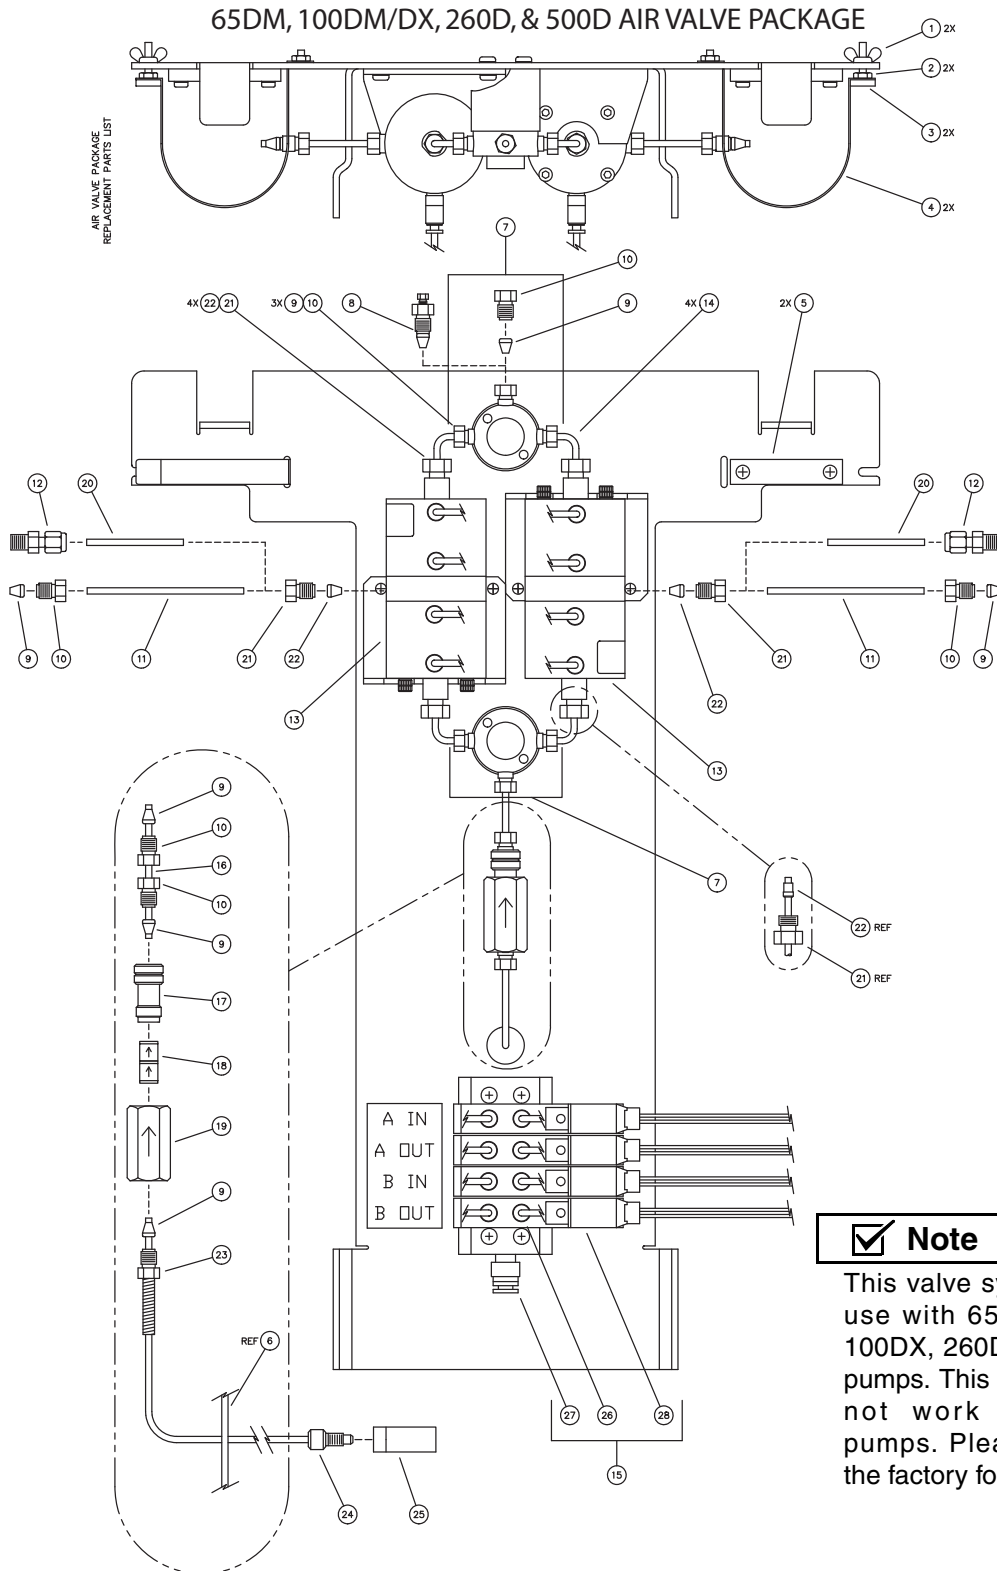 65DM, 100DM/DX, 260D, & 500D AIR VALVE PACKAGE
AIR VALVE PACKAGE
REPLACEMENT PARTS LIST
1 2X
2 2X
3 2X
4 2X
7
10
4X 22 21
3X 9 10
8
9
4X 14
2X 5
12
20
20
12
9
10
11
21
22
13
22
21
11
10
9
13
7
9
10
16
10
9
17
18
19
9
23
REF 6
24
25
22 REF
21 REF
A IN
A OUT
B IN
B OUT
27
26
28
15
Note
This valve sy
use with 65
100DX, 260D
pumps. This
not work
pumps. Plea
the factory fo